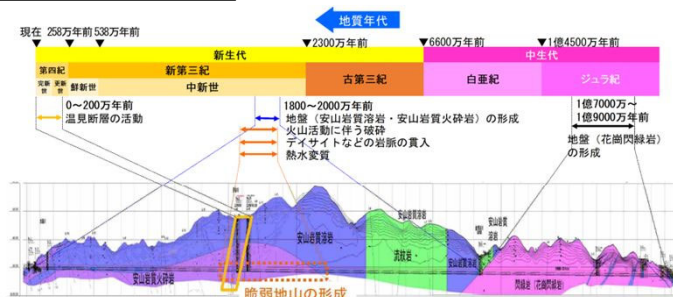 地質年代
現在 258万年前 538万年前 2300万年前 6600万年前 1億4500万年前
新生代 中生代
第四紀 新第三紀 古第三紀 白亜紀 ジュラ紀
完新世 更新世 鮮新世 中新世
0～200万年前
温見断層の活動
1800～2000万年前
地盤（安山岩質溶岩・安山岩質火砕岩）の形成
火山活動に伴う破砕
デイサイトなどの岩脈の貫入
熱水変質
1億7000万～
1億9000万年前
地盤（花崗閃緑岩）
の形成
安山岩質溶岩
安山岩質
溶岩
安山岩質溶岩
流紋岩
安山岩質溶岩
安山岩質火砕岩
閃緑岩（花崗閃緑岩）
脆弱地山の形成